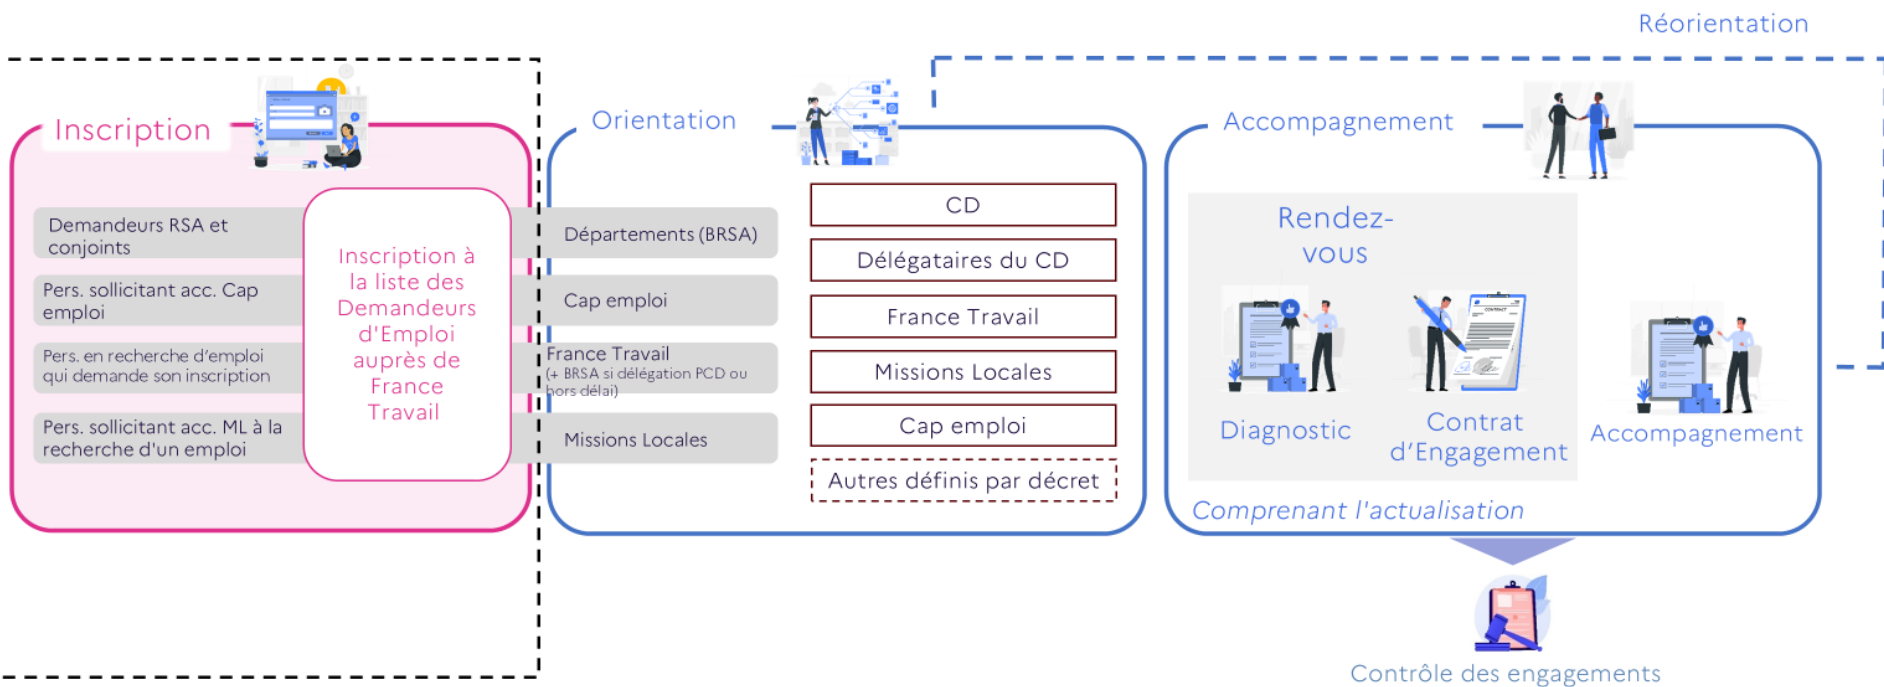 Réorientation
Inscription
Demandeurs RSA et
conjoints
Pers. sollicitant acc. Cap
emploi
Pers. en recherche d'emploi
qui demande son inscription
Pers. sollicitant acc. ML à la
recherche d'un emploi
Inscription à
la liste des
Demandeurs
d'Emploi
auprès de
France
Travail
Orientation
Départements (BRSA)
Cap emploi
France Travail
(+ BRSA si délégation PCD ou
hors délai)
Missions Locales
CD
Délégataires du CD
France Travail
Missions Locales
Cap emploi
Autres définis par décret
Accompagnement
Rendez-
vous
Diagnostic
CONTRACT
Contrat
d'Engagement
Accompagnement
Comprenant l'actualisation
Contrôle des engagements